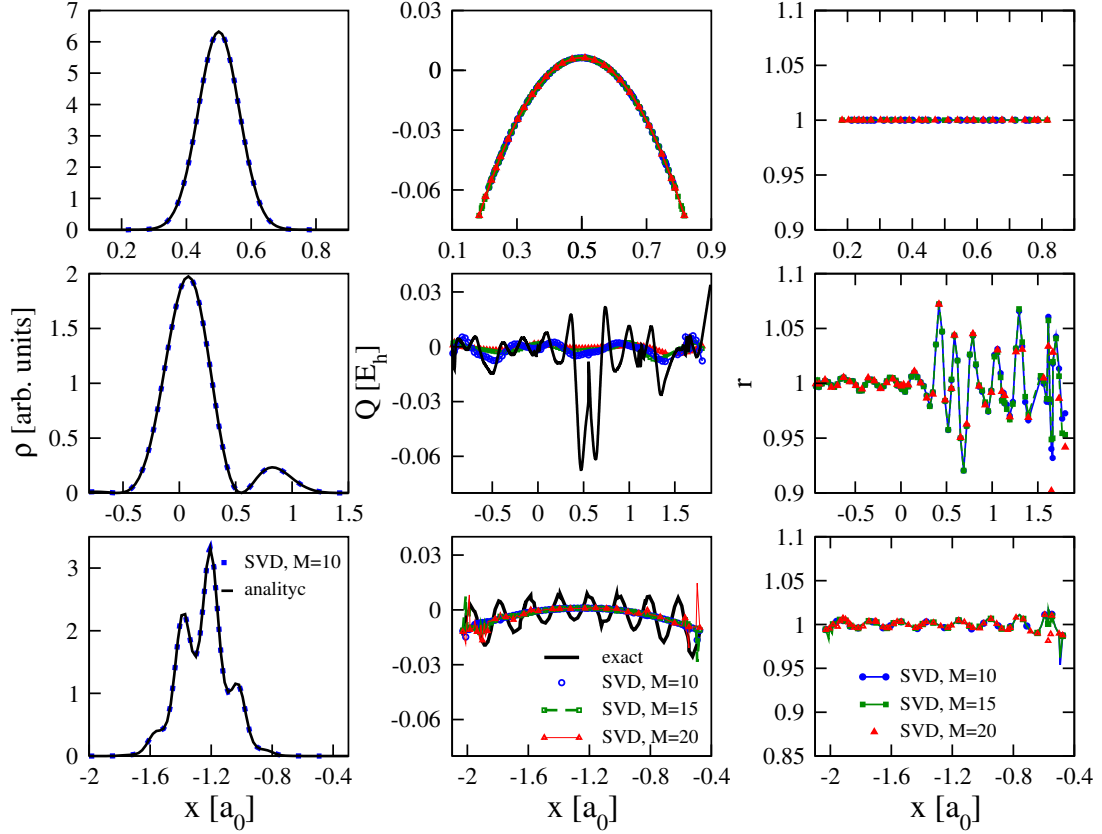 7
6
5
4
3
2
1
0
0.2 0.4 0.6 0.8
0.03
0
-0.03
-0.06
0.1 0.3 0.5 0.7 0.9
1.1
1.05
1
0.95
0.9
0.2 0.4 0.6 0.8
ρ [arb. units]
2
1.5
1
0.5
0
-0.5 0 0.5 1 1.5
Q [E_h]
0.03
0
-0.03
-0.06
-0.5 0 0.5 1 1.5
r
1.1
1.05
1
0.95
0.9
-0.5 0 0.5 1 1.5
3
2
1
0
SVD, M=10
analityc
-2 -1.6 -1.2 -0.8 -0.4
x [a_0]
0.03
0
-0.03
-0.06
exact
SVD, M=10
SVD, M=15
SVD, M=20
-2 -1.6 -1.2 -0.8 -0.4
x [a_0]
1.1
1.05
1
0.95
0.9
0.85
SVD, M=10
SVD, M=15
SVD, M=20
-2 -1.6 -1.2 -0.8 -0.4
x [a_0]